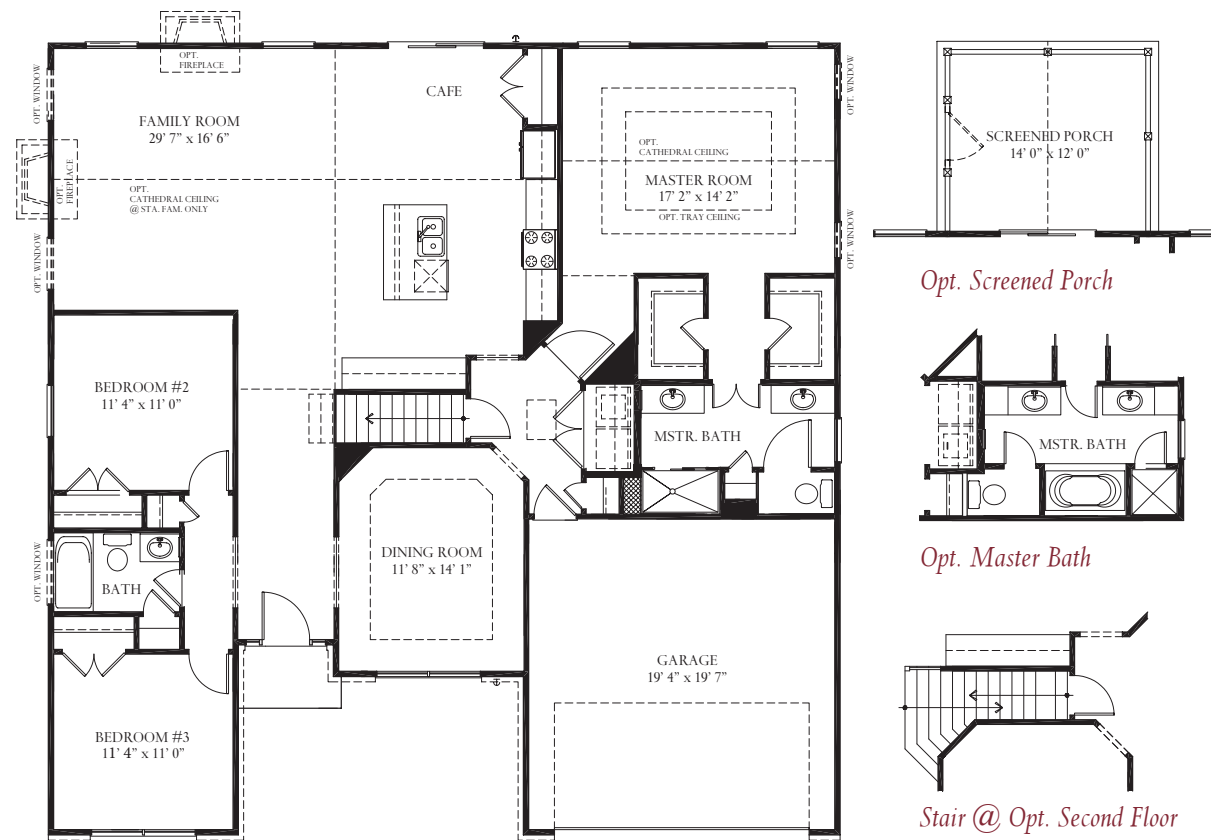 OPT.
FIREPLACE
OPT. WINDOW
FAMILY ROOM
29' 7" x 16' 6"
CAFE
OPT.
FIREPLACE
OPT.
CATHEDRAL CEILING
@ STA. FAM. ONLY
OPT. WINDOW
OPT.
CATHEDRAL CEILING
MASTER ROOM
17' 2" x 14' 2"
OPT. TRAY CEILING
OPT. WINDOW
OPT. WINDOW
BEDROOM #2
11' 4" x 11' 0"
MSTR. BATH
DINING ROOM
11' 8" x 14' 1"
OPT. WINDOW
BATH
GARAGE
19' 4" x 19' 7"
BEDROOM #3
11' 4" x 11' 0"
SCREENED PORCH
14' 0" x 12' 0"
Opt. Screened Porch
MSTR. BATH
Opt. Master Bath
Stair @ Opt. Second Floor